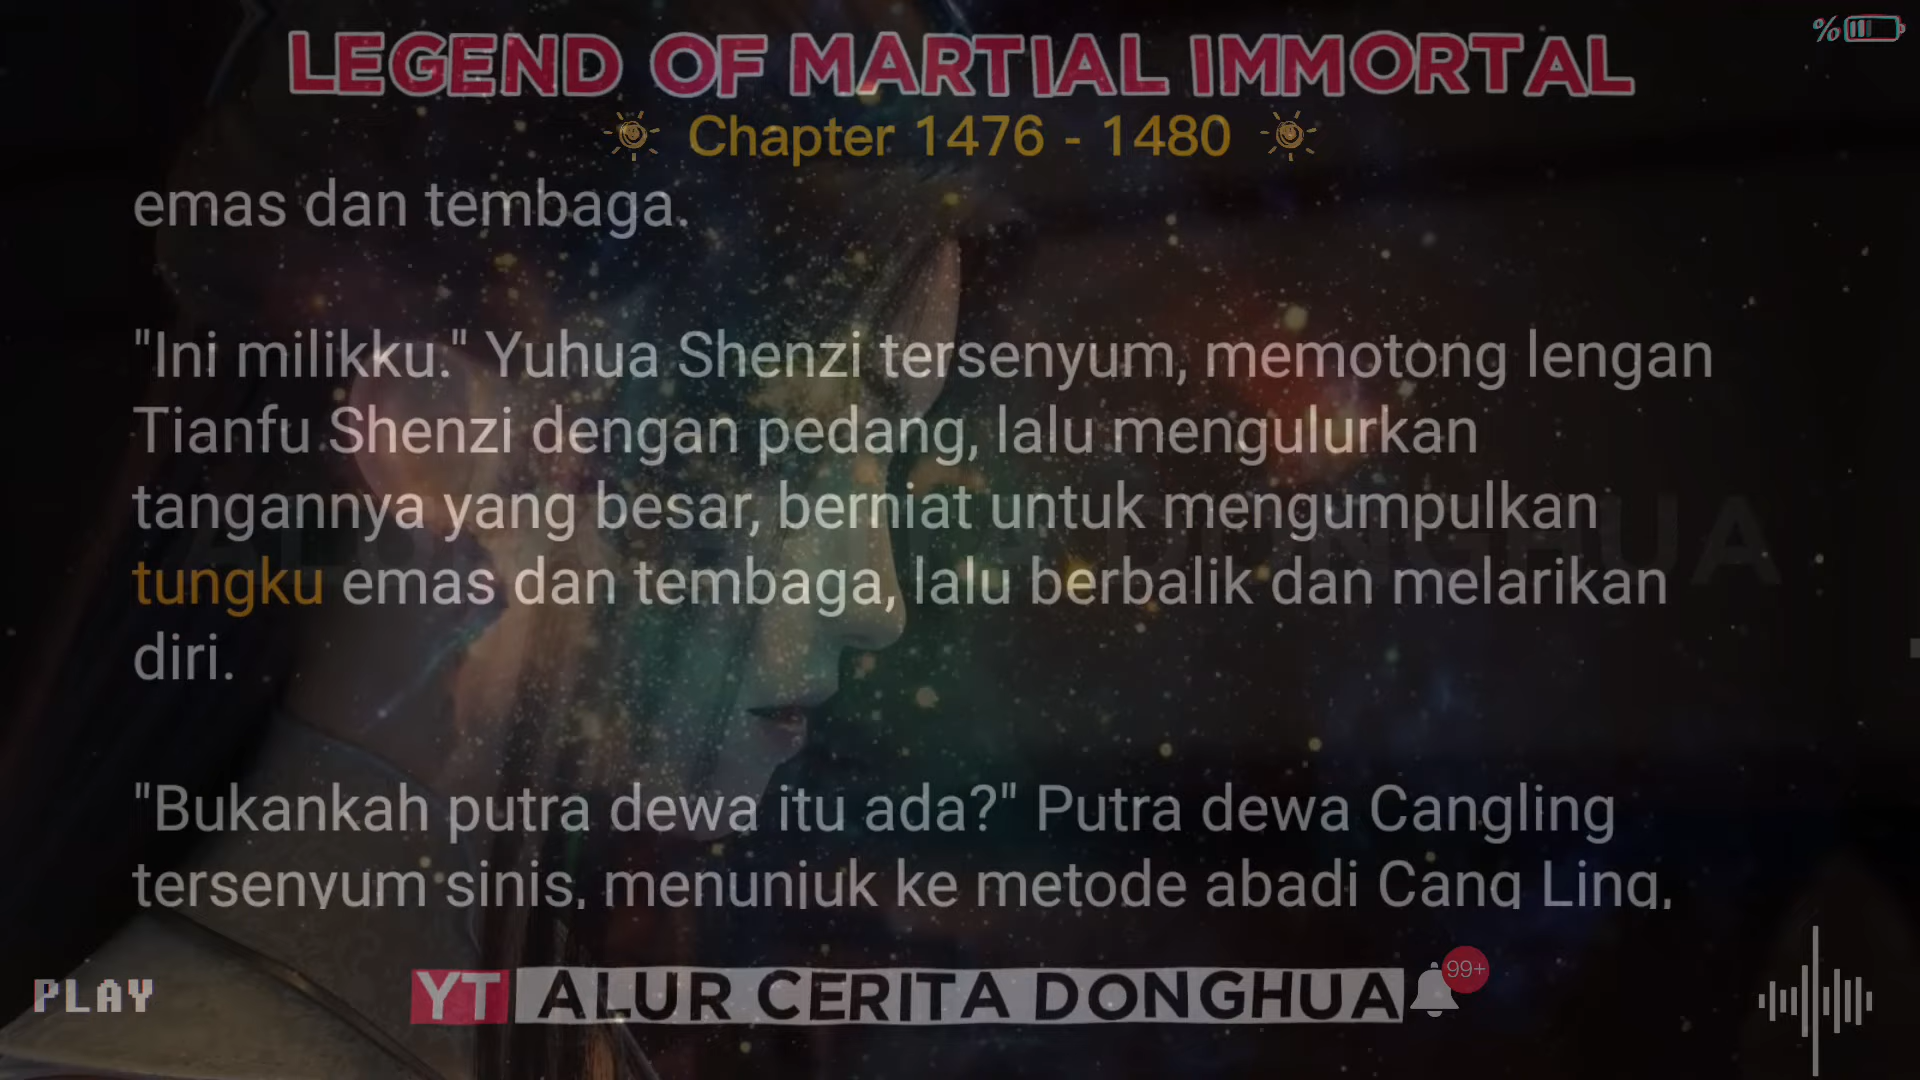 LEGEND OF MARTIAL IMMORTAL
%
Chapter 1476 - 1480
emas dan tembaga.
"Ini milikku." Yuhua Shenzi tersenyum, memotong lengan
Tianfu Shenzi dengan pedang, lalu mengulurkan
tangannya yang besar, berniat untuk mengumpulkan
tungku emas dan tembaga, lalu berbalik dan melarikan
diri.
"Bukankah putra dewa itu ada?" Putra dewa Cangling
tersenyum sinis, menunjuk ke metode abadi Cang Ling,
PLAY
YT ALUR CERITA DONGHUA
99+